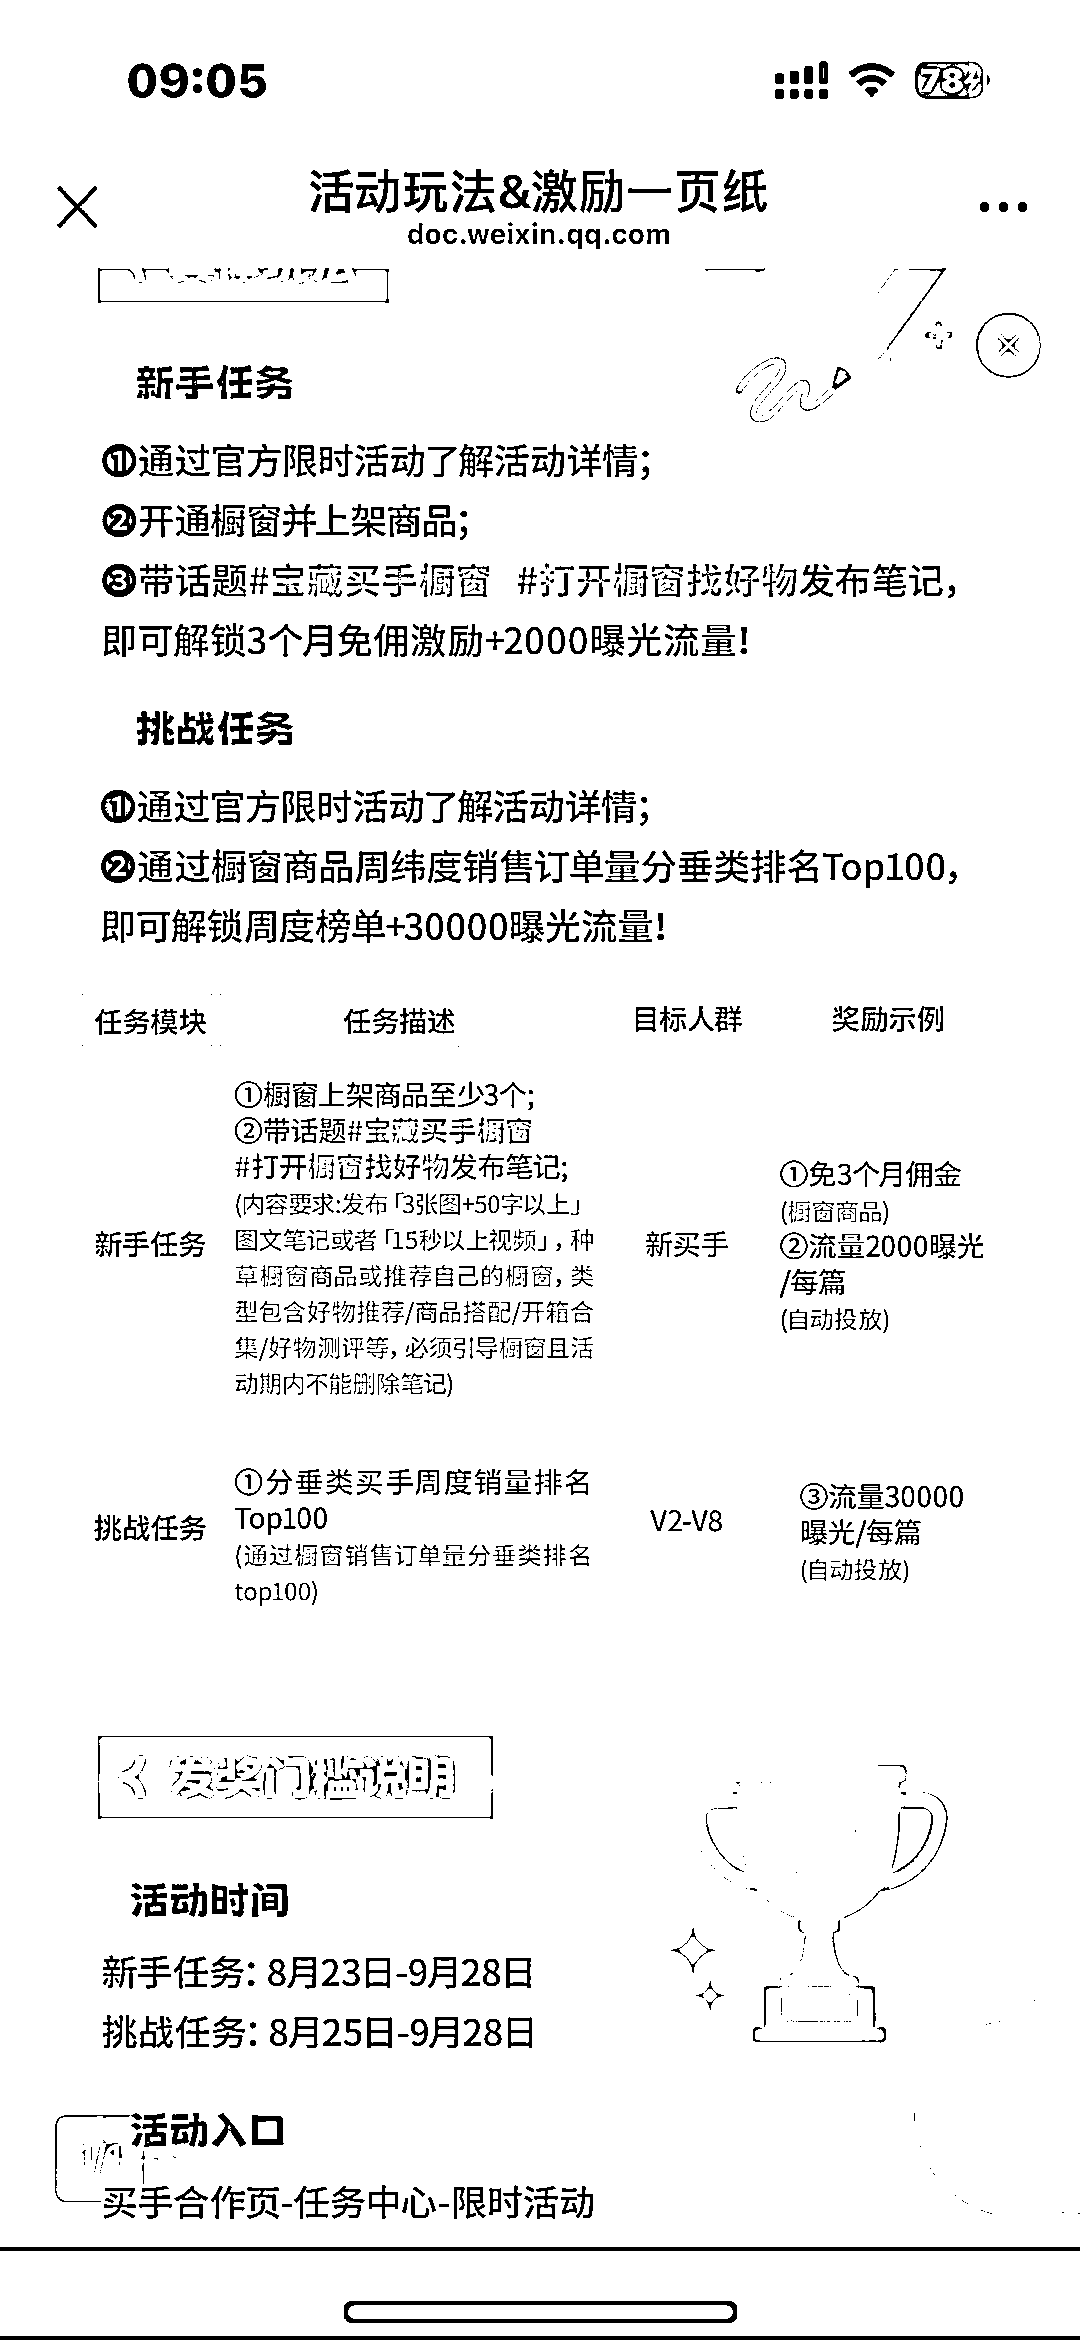 09:05
78
活动玩法&激励一页纸
doc.weixin.qq.com
新手任务
①通过官方限时活动了解活动详情；
②开通橱窗并上架商品；
③带话题#宝藏买手橱窗 #打开橱窗找好物发布笔记，
即可解锁3个月免佣激励+2000曝光流量！
挑战任务
①通过官方限时活动了解活动详情；
②通过橱窗商品周纬度销售订单量分垂类排名Top100，
即可解锁周度榜单+30000曝光流量！
任务模块 任务描述 目标人群 奖励示例
新手任务
①橱窗上架商品至少3个；
②带话题#宝藏买手橱窗
#打开橱窗找好物发布笔记；
(内容要求:发布「3张图+50字以上」
图文笔记或者「15秒以上视频」，种
草橱窗商品或推荐自己的橱窗，类
型包含好物推荐/商品搭配/开箱合
集/好物测评等，必须引导橱窗且活
动期内不能删除笔记)
新买手
①免3个月佣金
(橱窗商品)
②流量2000曝光
/每篇
(自动投放)
挑战任务
①分垂类买手周度销量排名
Top100
(通过橱窗销售订单量分垂类排名
top100)
V2-V8
③流量30000
曝光/每篇
(自动投放)
发奖门槛说明
活动时间
新手任务：8月23日-9月28日
挑战任务：8月25日-9月28日
活动入口
买手合作页-任务中心-限时活动